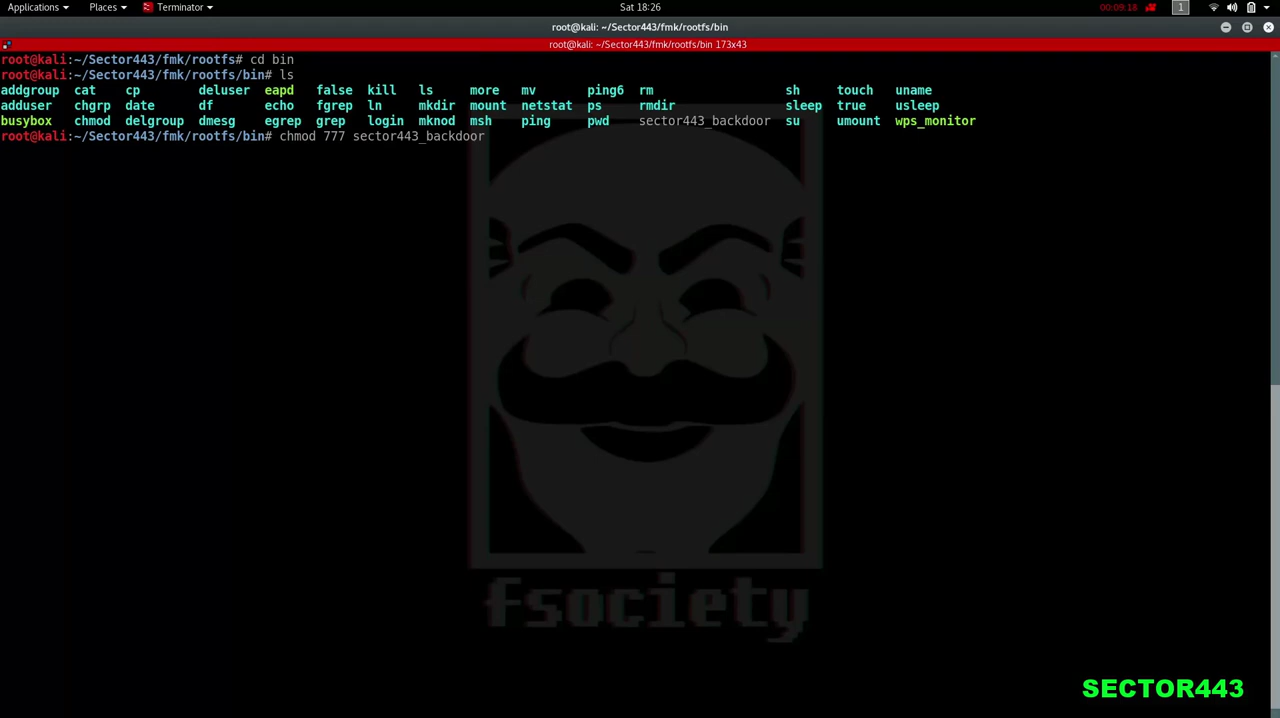 Applications Places Terminator Sat 18:26 00:09:18 1
root@kali: ~/Sector443/fmk/rootfs/bin
root@kali: ~/Sector443/fmk/rootfs/bin 173x43
root@kali:~/Sector443/fmk/rootfs# cd bin
root@kali:~/Sector443/fmk/rootfs/bin# ls
addgroup cat cp deluser eapd false kill ls more mv ping6 rm sh touch uname
adduser chgrp date df echo fgrep ln mkdir mount netstat ps rmdir sleep true usleep
busybox chmod delgroup dmesg egrep grep login mknod msh ping pwd sector443_backdoor su umount wps_monitor
root@kali:~/Sector443/fmk/rootfs/bin# chmod 777 sector443_backdoor
fsociety
SECTOR443